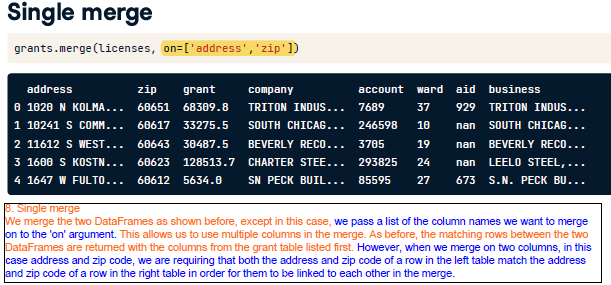 Single merge
grants.merge(licenses, on=['address','zip'])
address zip grant company account ward aid business
0 1020 N KOLMA... 60651 68309.8 TRITON INDUS... 7689 37 929 TRITON INDUS...
1 10241 S COMM... 60617 33275.5 SOUTH CHICAG... 246598 10 nan SOUTH CHICAG...
2 11612 S WEST... 60643 30487.5 BEVERLY RECO... 3705 19 nan BEVERLY RECO...
3 1600 S KOSTN... 60623 128513.7 CHARTER STEE... 293825 24 nan LEELO STEEL,...
4 1647 W FULTO... 60612 5634.0 SN PECK BUIL... 85595 27 673 S.N. PECK BU...
8. Single merge
We merge the two DataFrames as shown before, except in this case, we pass a list of the column names we want to merge
on to the 'on' argument. This allows us to use multiple columns in the merge. As before, the matching rows between the two
DataFrames are returned with the columns from the grant table listed first. However, when we merge on two columns, in this
case address and zip code, we are requiring that both the address and zip code of a row in the left table match the address
and zip code of a row in the right table in order for them to be linked to each other in the merge.